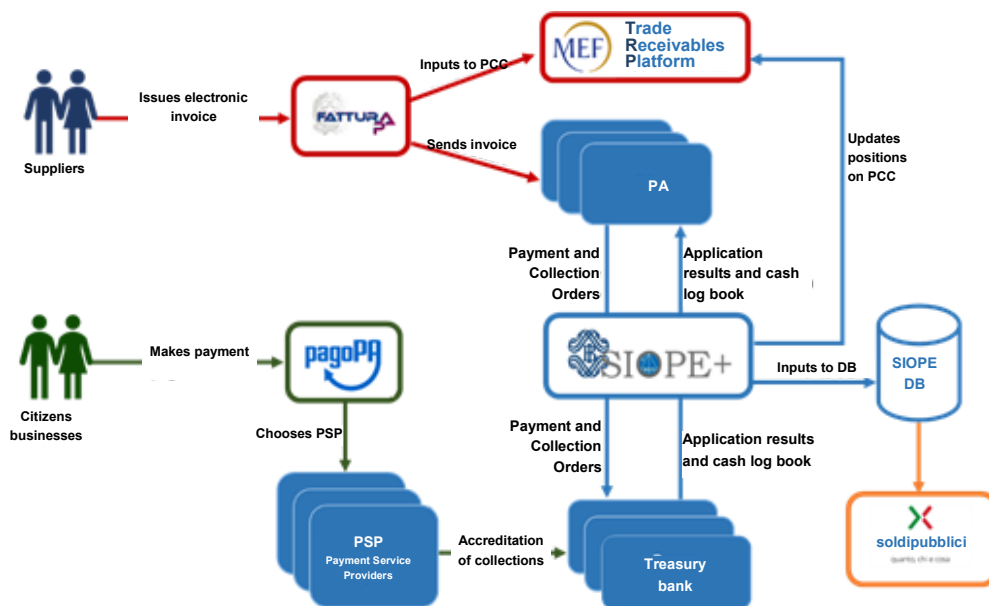 MEF
Trade
Receivables
Platform
Inputs to PCC
Issues electronic
invoice
FATTURA
PA
Suppliers
Sends invoice
PA
Updates
positions
on PCC
Payment and
Collection
Orders
Application
results and cash
log book
Makes payment
pagoPA
SIOPE+
Inputs to DB
SIOPE
DB
Citizens
businesses
Chooses PSP
Payment and
Collection
Orders
Application results
and cash log book
PSP
Payment Service
Providers
Accreditation
of collections
Treasury
bank
soldipubblici
quanto, chi e cosa